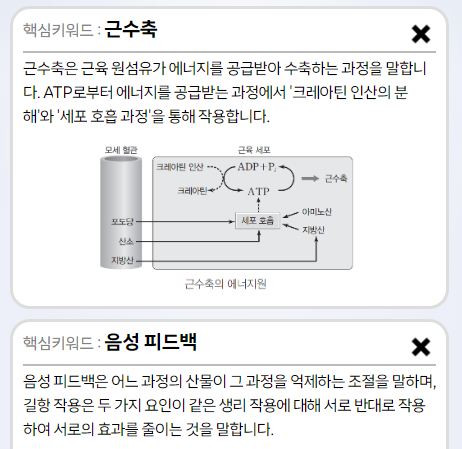 핵심키워드 : 근수축
근수축은 근육 원섬유가 에너지를 공급받아 수축하는 과정을 말합니
다. ATP로부터 에너지를 공급받는 과정에서 '크레아틴 인산의 분
해'와 '세포 호흡 과정'을 통해 작용합니다.
모세 혈관
근육 세포
크레아틴 인산
ADP+Pi
근수축
크레아틴
ATP
포도당
세포 호흡
아미노산
지방산
산소
지방산
근수축의 에너지원
핵심키워드 : 음성 피드백
음성 피드백은 어느 과정의 산물이 그 과정을 억제하는 조절을 말하며,
길항 작용은 두 가지 요인이 같은 생리 작용에 대해 서로 반대로 작용
하여 서로의 효과를 줄이는 것을 말합니다.